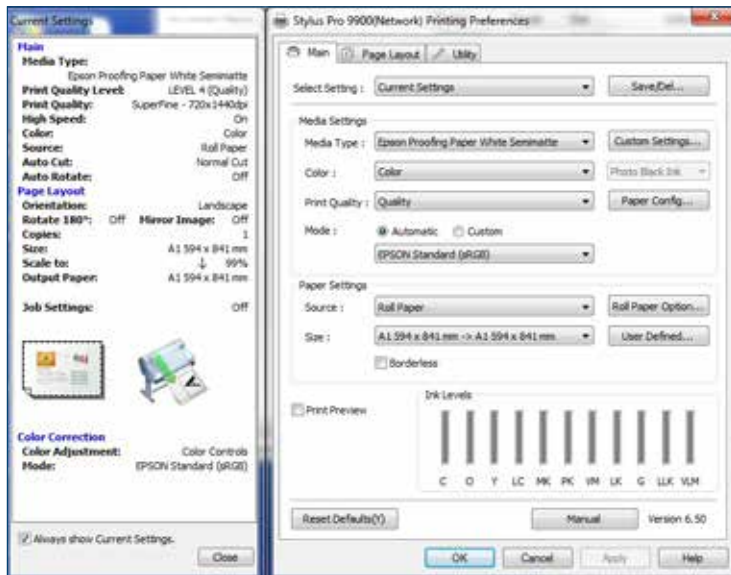 Current Settings
Main
Media Type:
Epson Proofing Paper White Semimatte
Print Quality Level: LEVEL 4 (Quality)
Print Quality: SuperFine - 720x1440dpi
High Speed: On
Color: Color
Source: Roll Paper
Auto Cut: Normal Cut
Auto Rotate: Off
Page Layout
Orientation: Landscape
Rotate 180°: Off Mirror Image: Off
Copies: 1
Size: A1 594 x 841 mm
Scale to: ↓ 99%
Output Paper: A1 594 x 841 mm
Job Settings: Off
Color Correction
Color Adjustment: Color Controls
Mode: EPSON Standard (sRGB)
Always show Current Settings.
Close
Stylus Pro 9900(Network) Printing Preferences
Main Page Layout Utility
Select Setting : Current Settings Save/Del...
Media Settings
Media Type : Epson Proofing Paper White Semimatte Custom Settings...
Color : Color Photo Black Ink
Print Quality : Quality Paper Config...
Mode : Automatic Custom
EPSON Standard (sRGB)
Paper Settings
Source : Roll Paper Roll Paper Option...
Size : A1 594 x 841 mm -> A1 594 x 841 mm User Defined...
Borderless
Print Preview
Ink Levels
C O Y LC MK PK VM LK G LLK VLM
Reset Defaults(Y) Manual Version 6.50
OK Cancel Apply Help